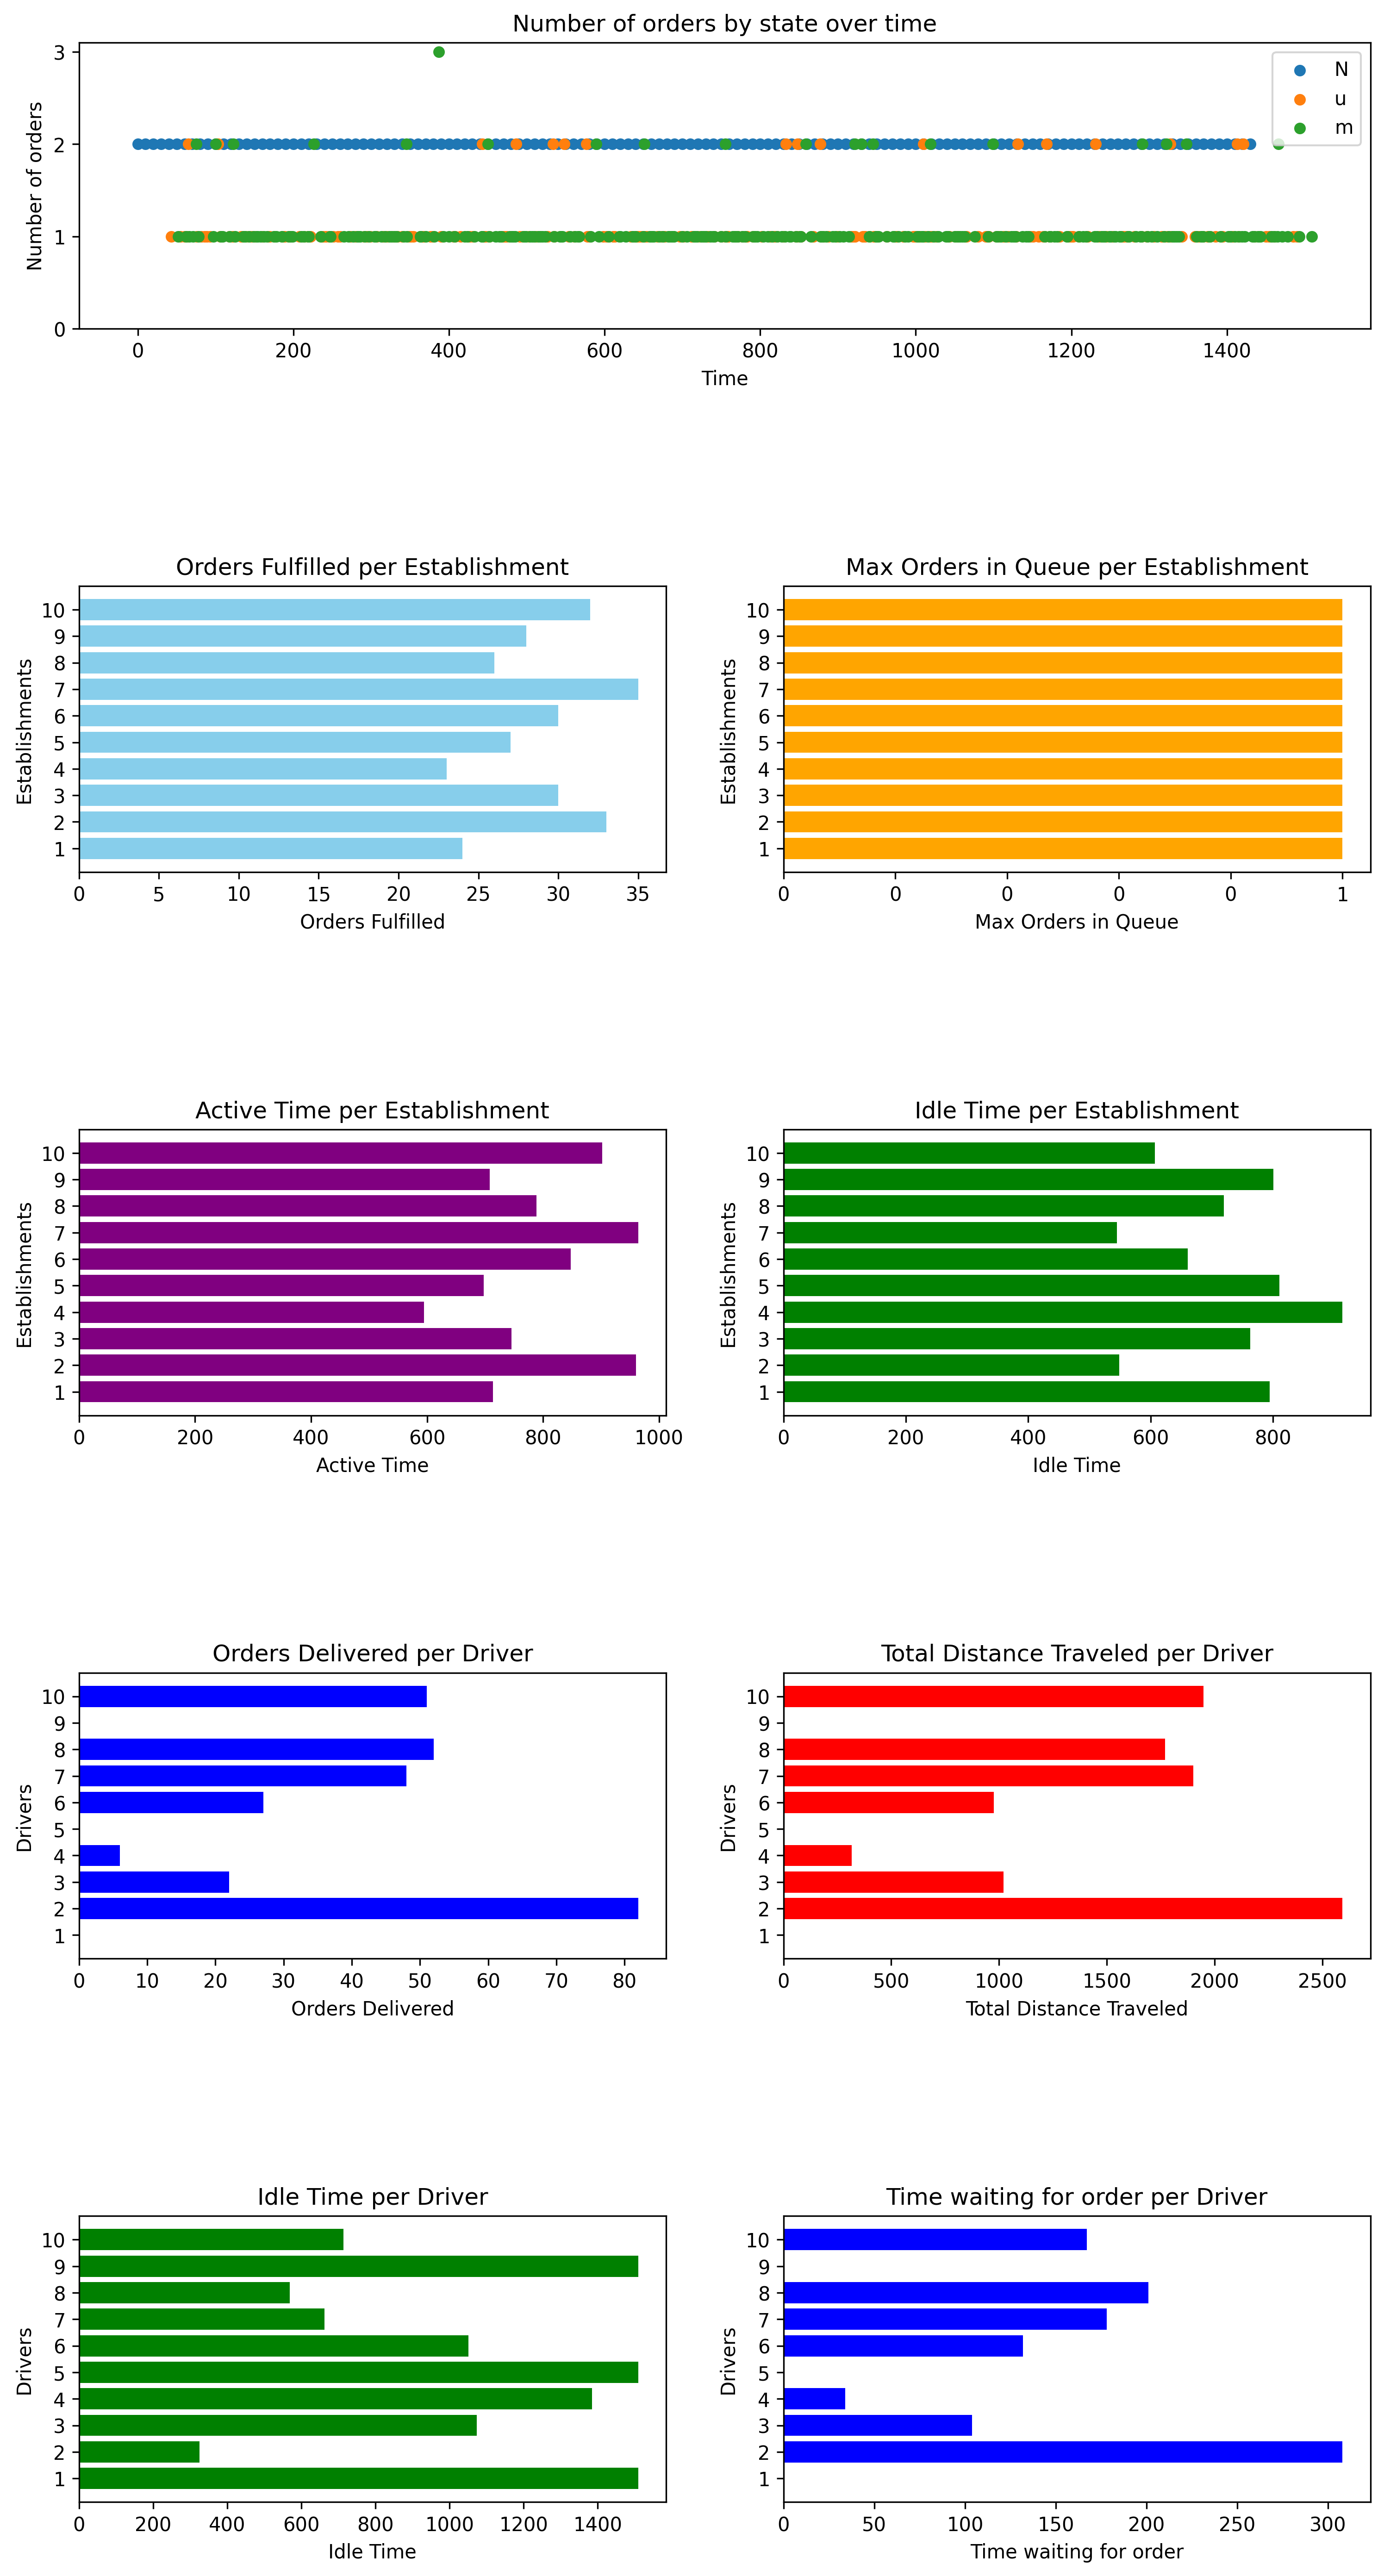 Number of orders by state over time
Number of orders
3
2
1
0
N
u
m
0 200 400 600 800 1000 1200 1400
Time
Orders Fulfilled per Establishment
Establishments
10
9
8
7
6
5
4
3
2
1
0 5 10 15 20 25 30 35
Orders Fulfilled
Max Orders in Queue per Establishment
Establishments
10
9
8
7
6
5
4
3
2
1
0 0 0 0 0 1
Max Orders in Queue
Active Time per Establishment
Establishments
10
9
8
7
6
5
4
3
2
1
0 200 400 600 800 1000
Active Time
Idle Time per Establishment
Establishments
10
9
8
7
6
5
4
3
2
1
0 200 400 600 800
Idle Time
Orders Delivered per Driver
Drivers
10
9
8
7
6
5
4
3
2
1
0 10 20 30 40 50 60 70 80
Orders Delivered
Total Distance Traveled per Driver
Drivers
10
9
8
7
6
5
4
3
2
1
0 500 1000 1500 2000 2500
Total Distance Traveled
Idle Time per Driver
Drivers
10
9
8
7
6
5
4
3
2
1
0 200 400 600 800 1000 1200 1400
Idle Time
Time waiting for order per Driver
Drivers
10
9
8
7
6
5
4
3
2
1
0 50 100 150 200 250 300
Time waiting for order